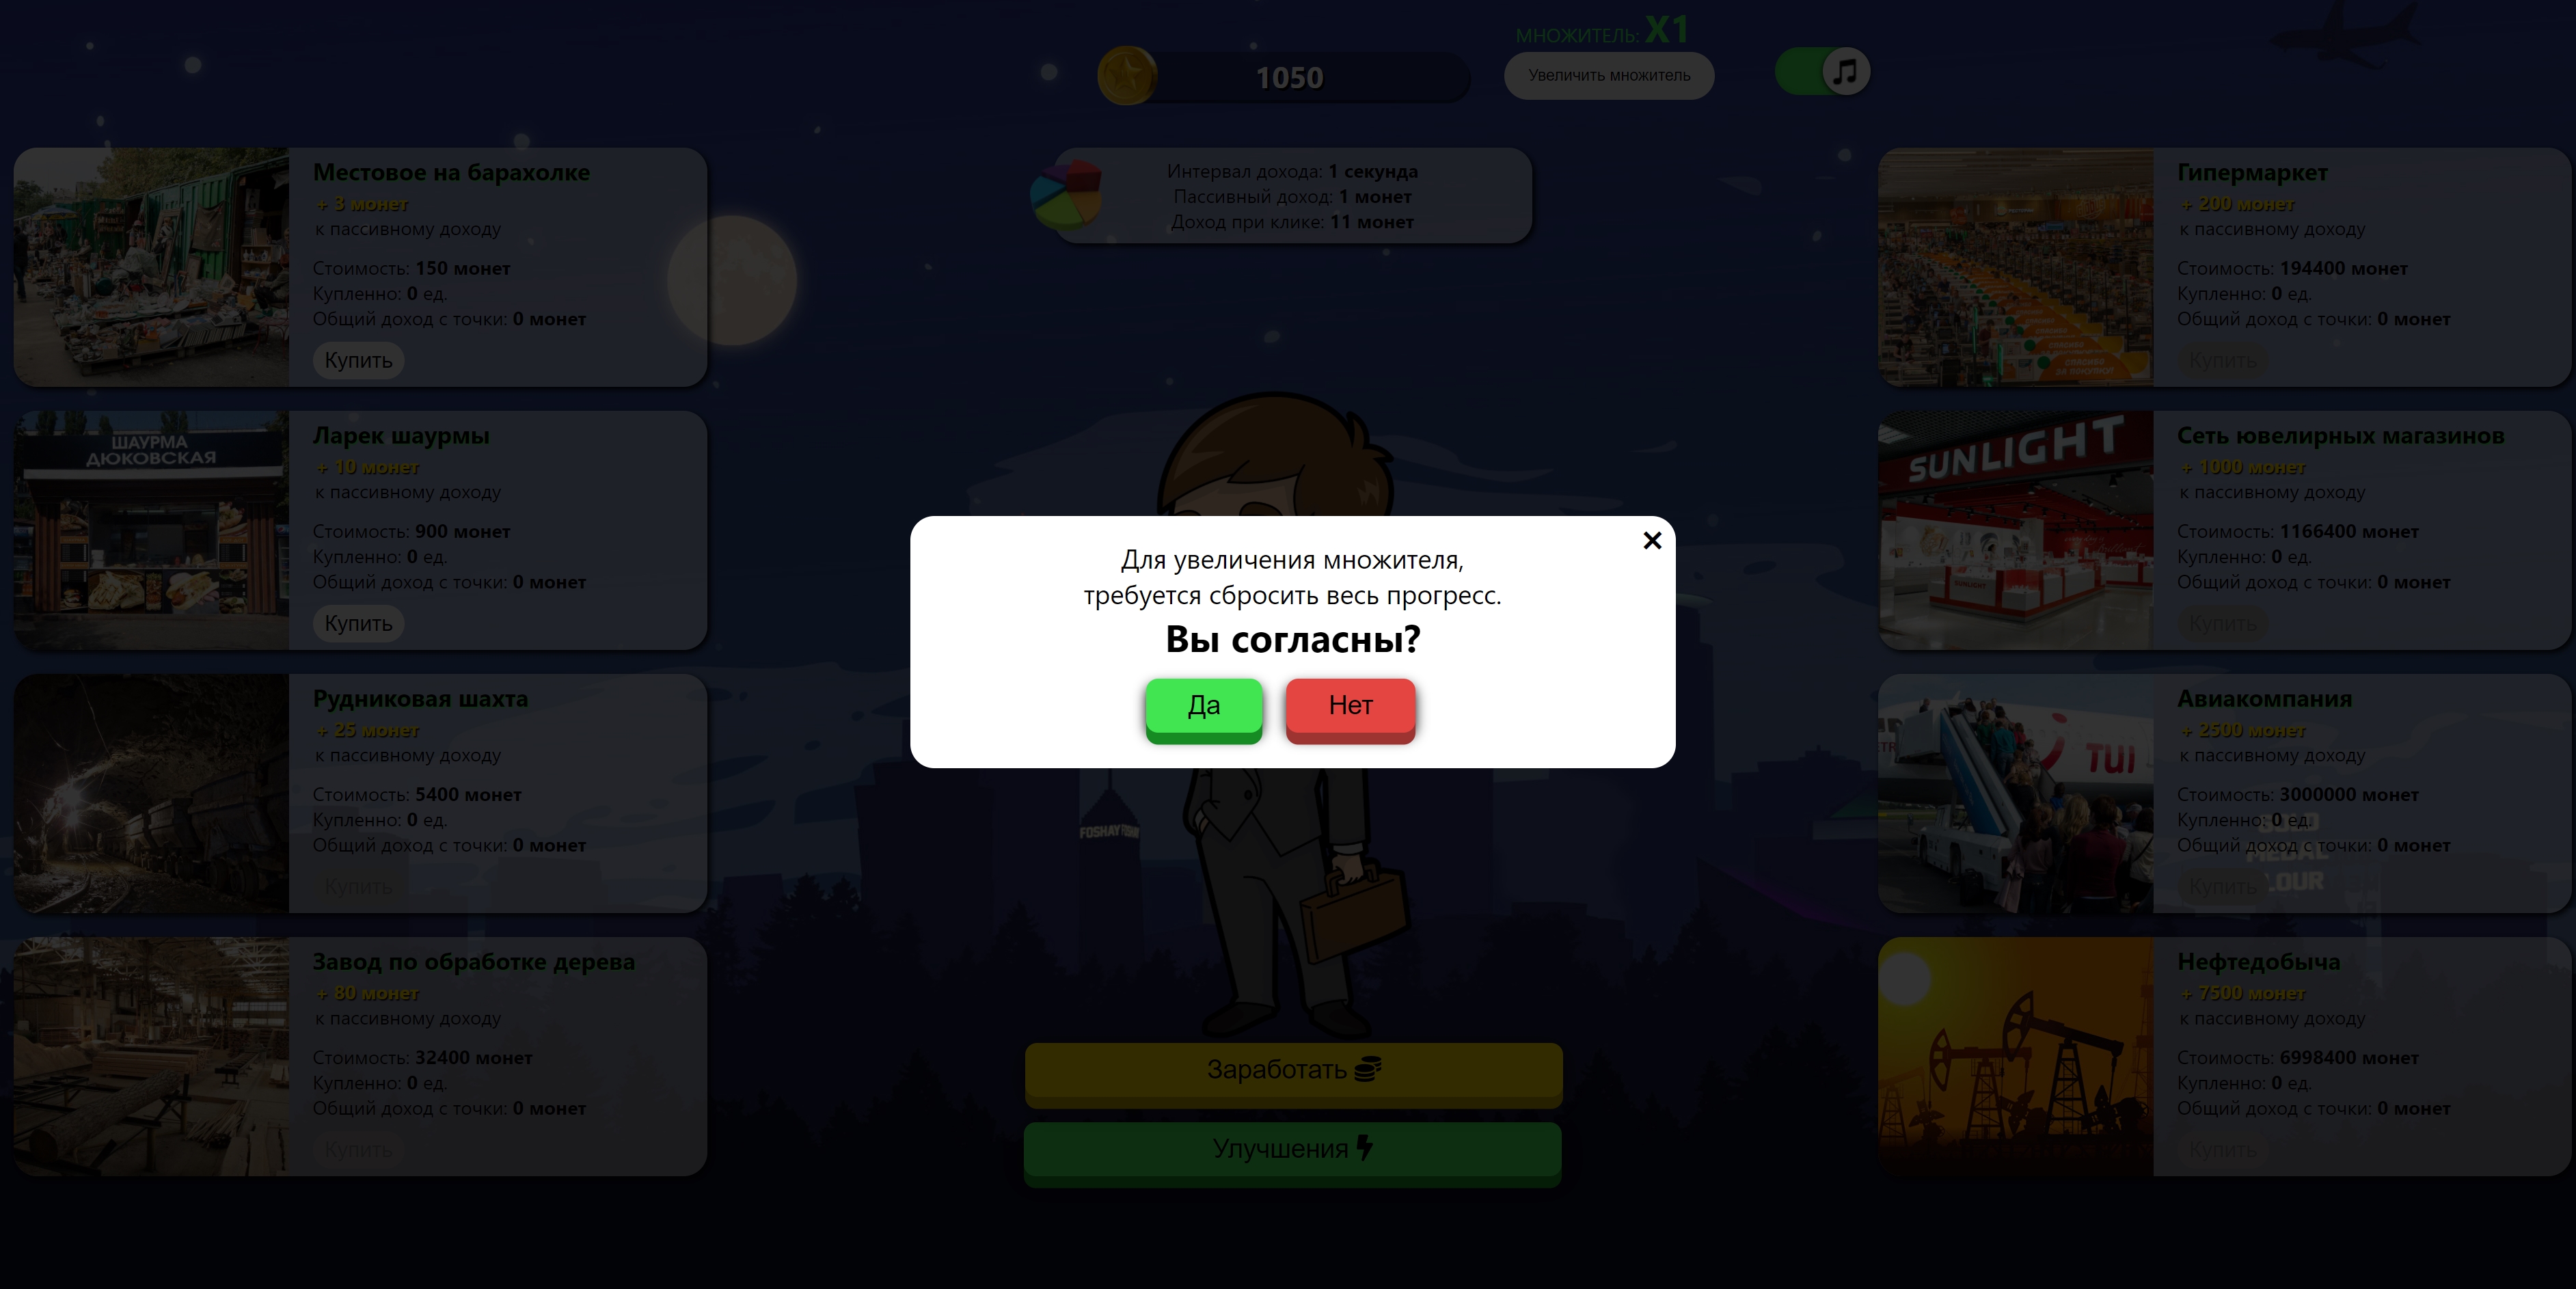 МНОЖИТЕЛЬ: X1
1050
Увеличить множитель
Интервал дохода: 1 секунда
Пассивный доход: 1 монет
Доход при клике: 11 монет
Местовое на барахолке
+ 3 монет
к пассивному доходу
Стоимость: 150 монет
Купленно: 0 ед.
Общий доход с точки: 0 монет
Купить
ШАУРМА
ДЮКОВСКАЯ
Ларек шаурмы
+ 10 монет
к пассивному доходу
Стоимость: 900 монет
Купленно: 0 ед.
Общий доход с точки: 0 монет
Купить
Рудниковая шахта
+ 25 монет
к пассивному доходу
Стоимость: 5400 монет
Купленно: 0 ед.
Общий доход с точки: 0 монет
Купить
Завод по обработке дерева
+ 80 монет
к пассивному доходу
Стоимость: 32400 монет
Купленно: 0 ед.
Общий доход с точки: 0 монет
Купить
Для увеличения множителя,
требуется сбросить весь прогресс.
Вы согласны?
Да
Нет
FOSHAY
Заработать
Улучшения
Гипермаркет
+ 200 монет
к пассивному доходу
Стоимость: 194400 монет
Купленно: 0 ед.
Общий доход с точки: 0 монет
Купить
SUNLIGHT
SUNLIGHT
Сеть ювелирных магазинов
+ 1000 монет
к пассивному доходу
Стоимость: 1166400 монет
Купленно: 0 ед.
Общий доход с точки: 0 монет
Купить
TUI
Авиакомпания
+ 2500 монет
к пассивному доходу
Стоимость: 3000000 монет
Купленно: 0 ед.
Общий доход с точки: 0 монет
Купить
GOLD
MEDAL
Нефтедобыча
+ 7500 монет
к пассивному доходу
Стоимость: 6998400 монет
Купленно: 0 ед.
Общий доход с точки: 0 монет
Купить